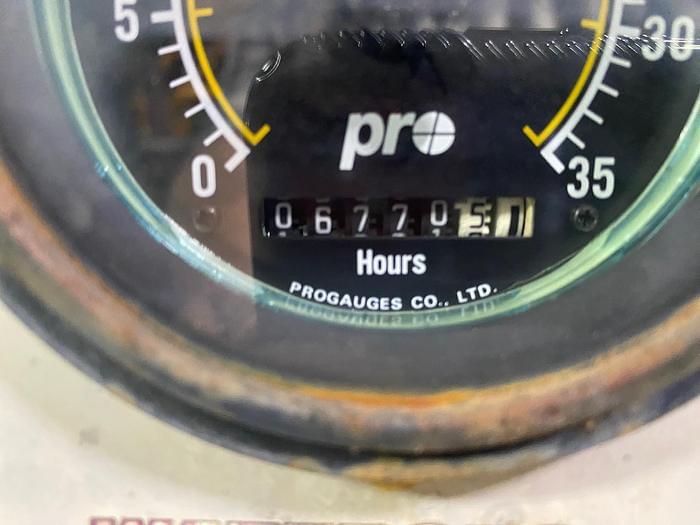 5 30
pro
0 35
067705
Hours
PROGAUGES CO., LTD.